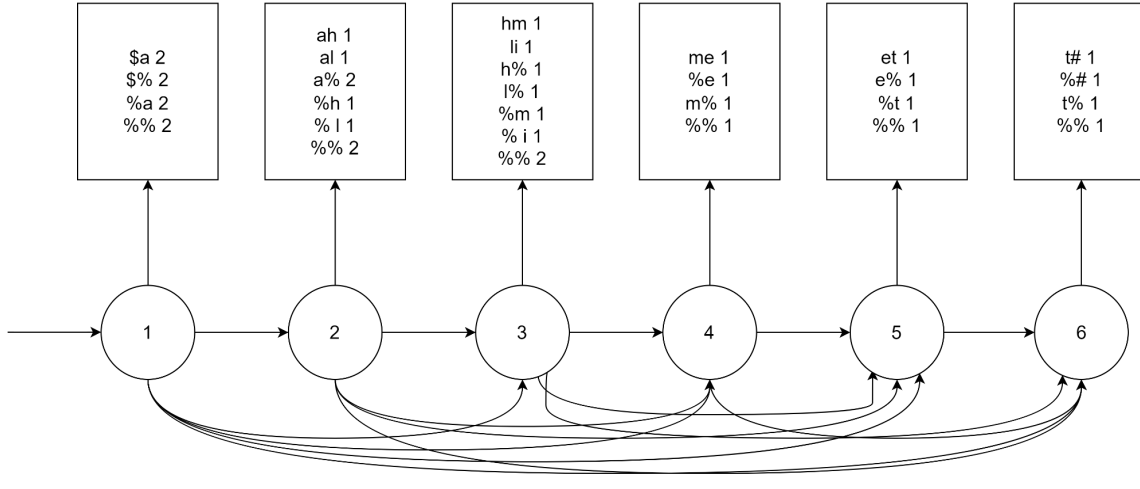 $a 2
$% 2
%a 2
%% 2
ah 1
al 1
a% 2
%h 1
% l 1
%% 2
hm 1
li 1
h% 1
l% 1
%m 1
% i 1
%% 2
me 1
%e 1
m% 1
%% 1
et 1
e% 1
%t 1
%% 1
t# 1
%# 1
t% 1
%% 1
1
2
3
4
5
6